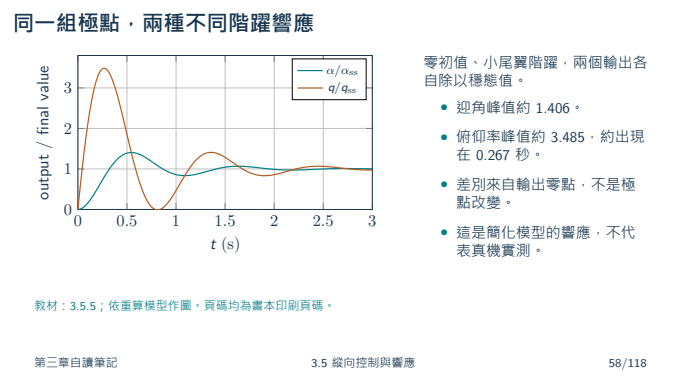 同一組極點，兩種不同階躍響應
output / final value
3
2
1
0
α/αss
q/qss
0 0.5 1 1.5 2 2.5 3
t (s)
零初值、小尾翼階躍，兩個輸出各
自除以穩態值。
• 迎角峰值約 1.406。
• 俯仰率峰值約 3.485，約出現
在 0.267 秒。
• 差別來自輸出零點，不是極
點改變。
• 這是簡化模型的響應，不代
表真機實測。
教材：3.5.5；依重算模型作圖。頁碼均為書本印刷頁碼。
第三章自讀筆記 3.5 縱向控制與響應 58/118